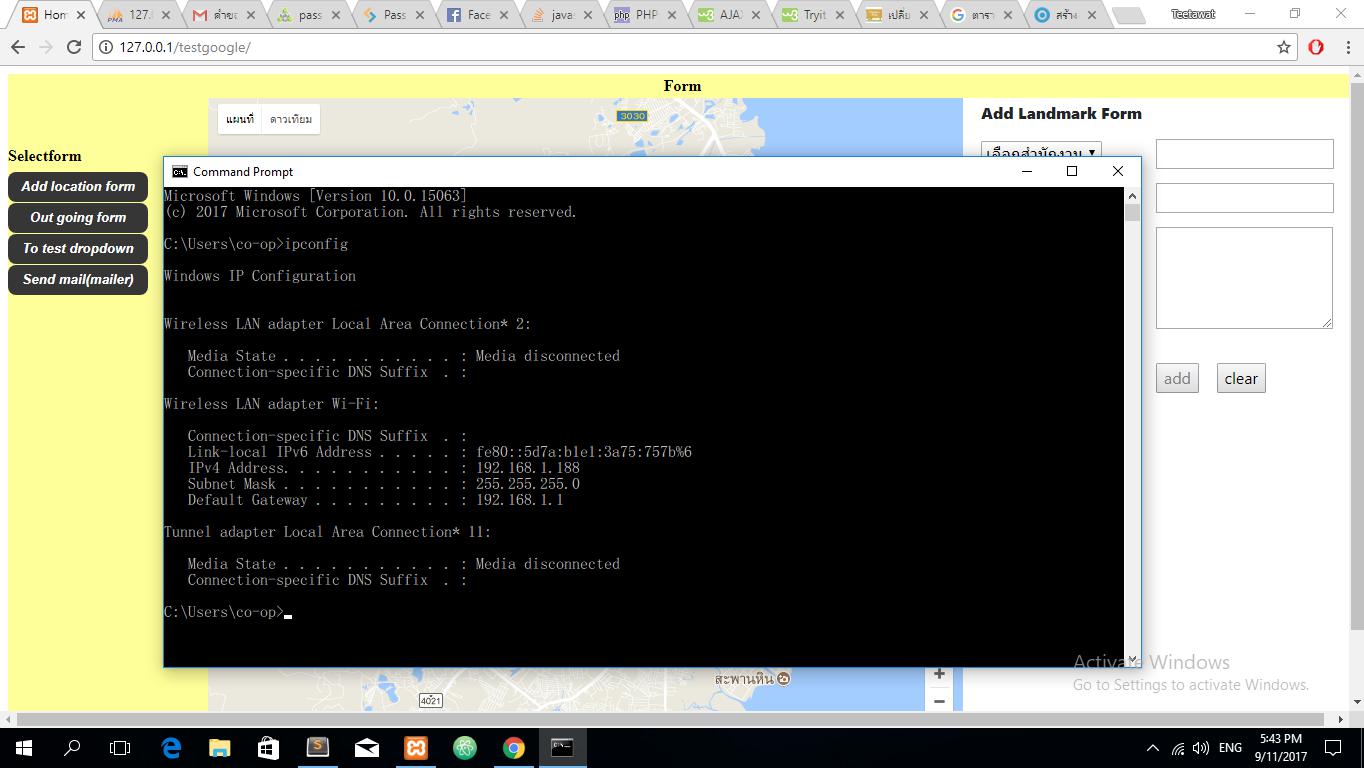 Hom
127.
คำขอ
pass
Pass
Face
javas
PHP
AJA
Tryit
เปลี่ย
ตารา
สร้าง
Teetawat
127.0.0.1/testgoogle/
Form
Selectform
Add location form
Out going form
To test dropdown
Send mail(mailer)
แผนที่ ดาวเทียม
3030
Add Landmark Form
เลือกสำนักงาน
add clear
Command Prompt
Microsoft Windows [Version 10.0.15063]
(c) 2017 Microsoft Corporation. All rights reserved.
C:\Users\co-op>ipconfig
Windows IP Configuration
Wireless LAN adapter Local Area Connection* 2:
Media State . . . . . . . . . . . : Media disconnected
Connection-specific DNS Suffix . :
Wireless LAN adapter Wi-Fi:
Connection-specific DNS Suffix . :
Link-local IPv6 Address . . . . . : fe80::5d7a:b1e1:3a75:757b%6
IPv4 Address. . . . . . . . . . . : 192.168.1.188
Subnet Mask . . . . . . . . . . . : 255.255.255.0
Default Gateway . . . . . . . . . : 192.168.1.1
Tunnel adapter Local Area Connection* 11:
Media State . . . . . . . . . . . : Media disconnected
Connection-specific DNS Suffix . :
C:\Users\co-op>
สะพานหิน
4021
Activate Windows
Go to Settings to activate Windows.
ENG
5:43 PM
9/11/2017